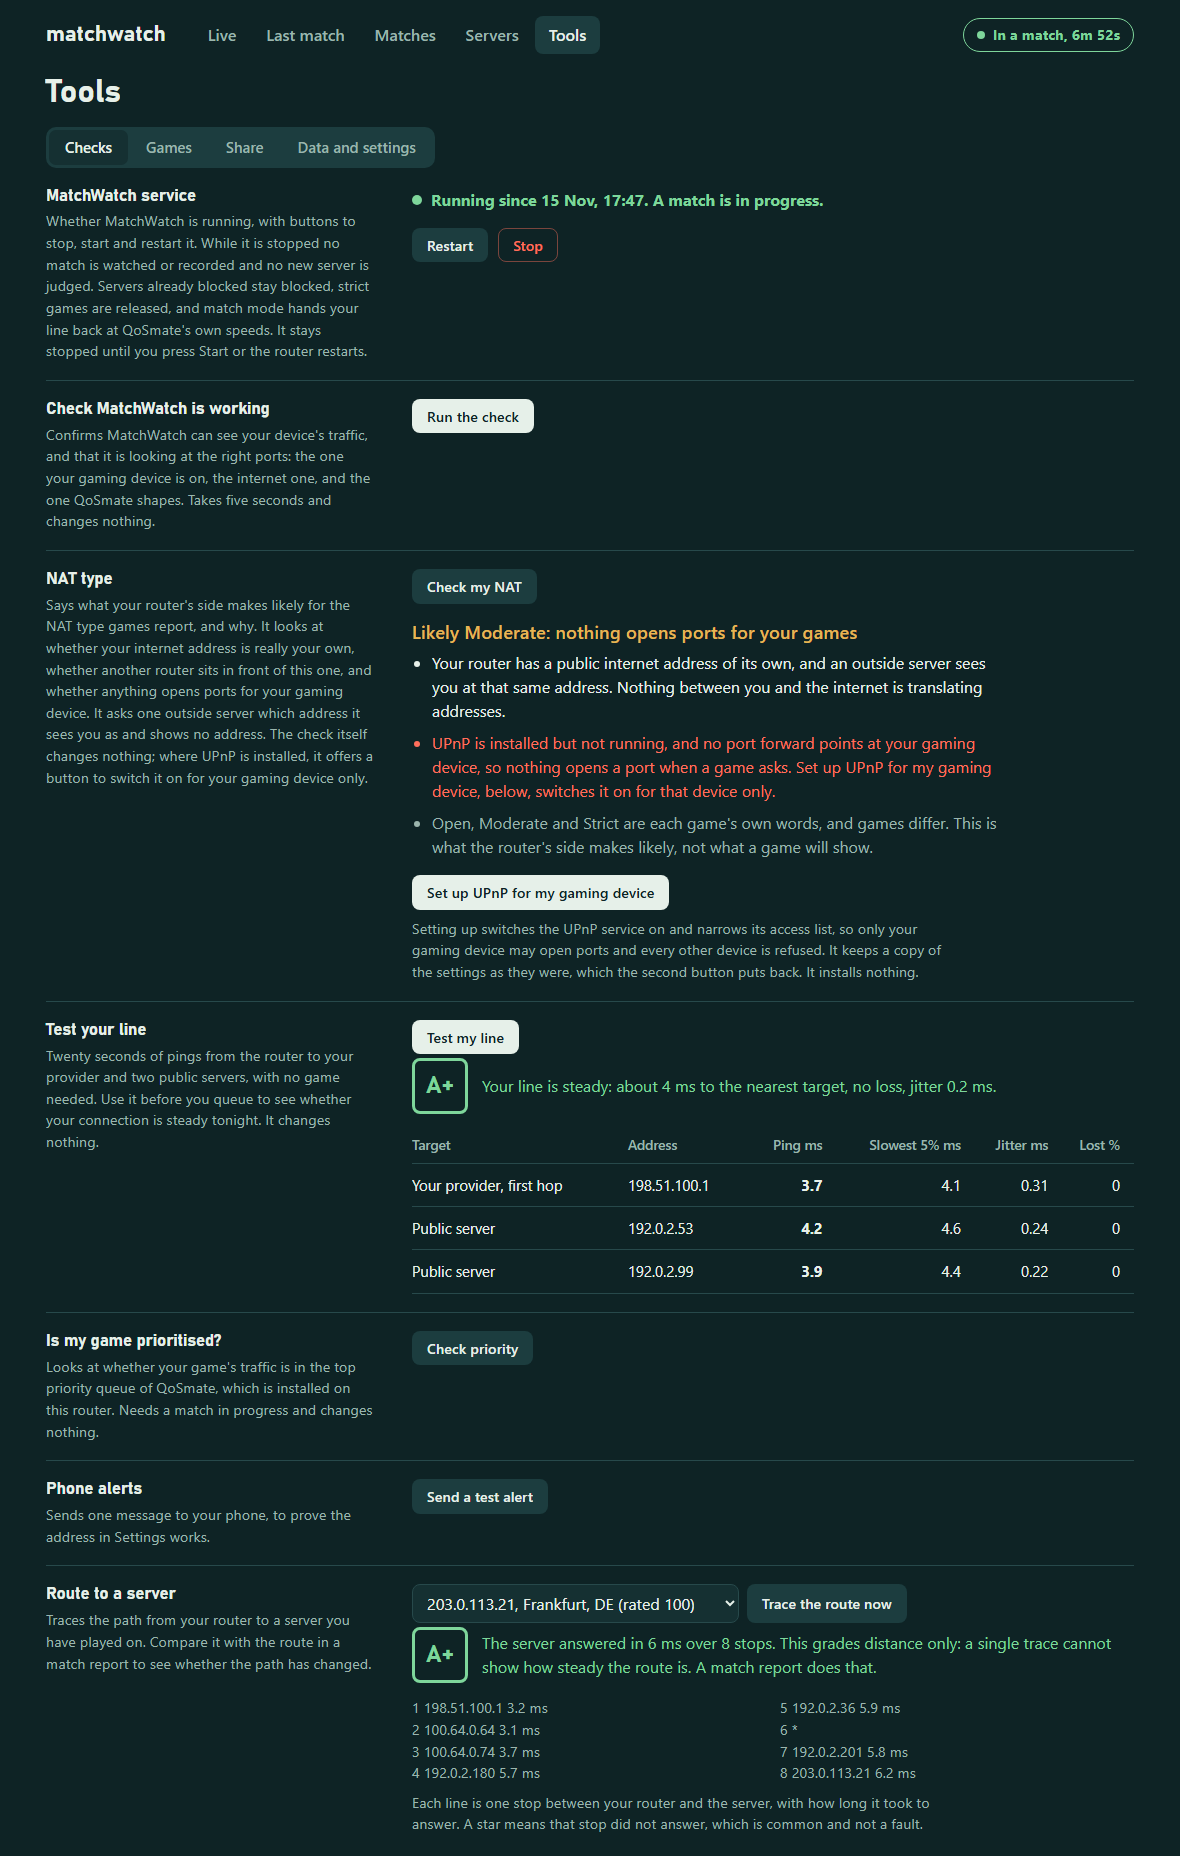 matchwatch
Live
Last match
Matches
Servers
Tools
In a match, 6m 52s
Tools
Checks
Games
Share
Data and settings
MatchWatch service
Whether MatchWatch is running, with buttons to
stop, start and restart it. While it is stopped no
match is watched or recorded and no new server is
judged. Servers already blocked stay blocked, strict
games are released, and match mode hands your
line back at QoSmate's own speeds. It stays
stopped until you press Start or the router restarts.
Running since 15 Nov, 17:47. A match is in progress.
Restart
Stop
Check MatchWatch is working
Confirms MatchWatch can see your device's traffic,
and that it is looking at the right ports: the one
your gaming device is on, the internet one, and the
one QoSmate shapes. Takes five seconds and
changes nothing.
Run the check
NAT type
Says what your router's side makes likely for the
NAT type games report, and why. It looks at
whether your internet address is really your own,
whether another router sits in front of this one, and
whether anything opens ports for your gaming
device. It asks one outside server which address it
sees you as and shows no address. The check itself
changes nothing; where UPnP is installed, it offers a
button to switch it on for your gaming device only.
Check my NAT
Likely Moderate: nothing opens ports for your games
Your router has a public internet address of its own, and an outside server sees
you at that same address. Nothing between you and the internet is translating
addresses.
UPnP is installed but not running, and no port forward points at your gaming
device, so nothing opens a port when a game asks. Set up UPnP for my gaming
device, below, switches it on for that device only.
Open, Moderate and Strict are each game's own words, and games differ. This is
what the router's side makes likely, not what a game will show.
Set up UPnP for my gaming device
Setting up switches the UPnP service on and narrows its access list, so only your
gaming device may open ports and every other device is refused. It keeps a copy of
the settings as they were, which the second button puts back. It installs nothing.
Test your line
Twenty seconds of pings from the router to your
provider and two public servers, with no game
needed. Use it before you queue to see whether
your connection is steady tonight. It changes
nothing.
Test my line
A+
Your line is steady: about 4 ms to the nearest target, no loss, jitter 0.2 ms.
Target Address Ping ms Slowest 5% ms Jitter ms Lost %
Your provider, first hop 198.51.100.1 3.7 4.1 0.31 0
Public server 192.0.2.53 4.2 4.6 0.24 0
Public server 192.0.2.99 3.9 4.4 0.22 0
Is my game prioritised?
Looks at whether your game's traffic is in the top
priority queue of QoSmate, which is installed on
this router. Needs a match in progress and changes
nothing.
Check priority
Phone alerts
Sends one message to your phone, to prove the
address in Settings works.
Send a test alert
Route to a server
Traces the path from your router to a server you
have played on. Compare it with the route in a
match report to see whether the path has changed.
203.0.113.21, Frankfurt, DE (rated 100)
Trace the route now
A+
The server answered in 6 ms over 8 stops. This grades distance only: a single trace cannot
show how steady the route is. A match report does that.
1 198.51.100.1 3.2 ms
2 100.64.0.64 3.1 ms
3 100.64.0.74 3.7 ms
4 192.0.2.180 5.7 ms
5 192.0.2.36 5.9 ms
6 *
7 192.0.2.201 5.8 ms
8 203.0.113.21 6.2 ms
Each line is one stop between your router and the server, with how long it took to
answer. A star means that stop did not answer, which is common and not a fault.